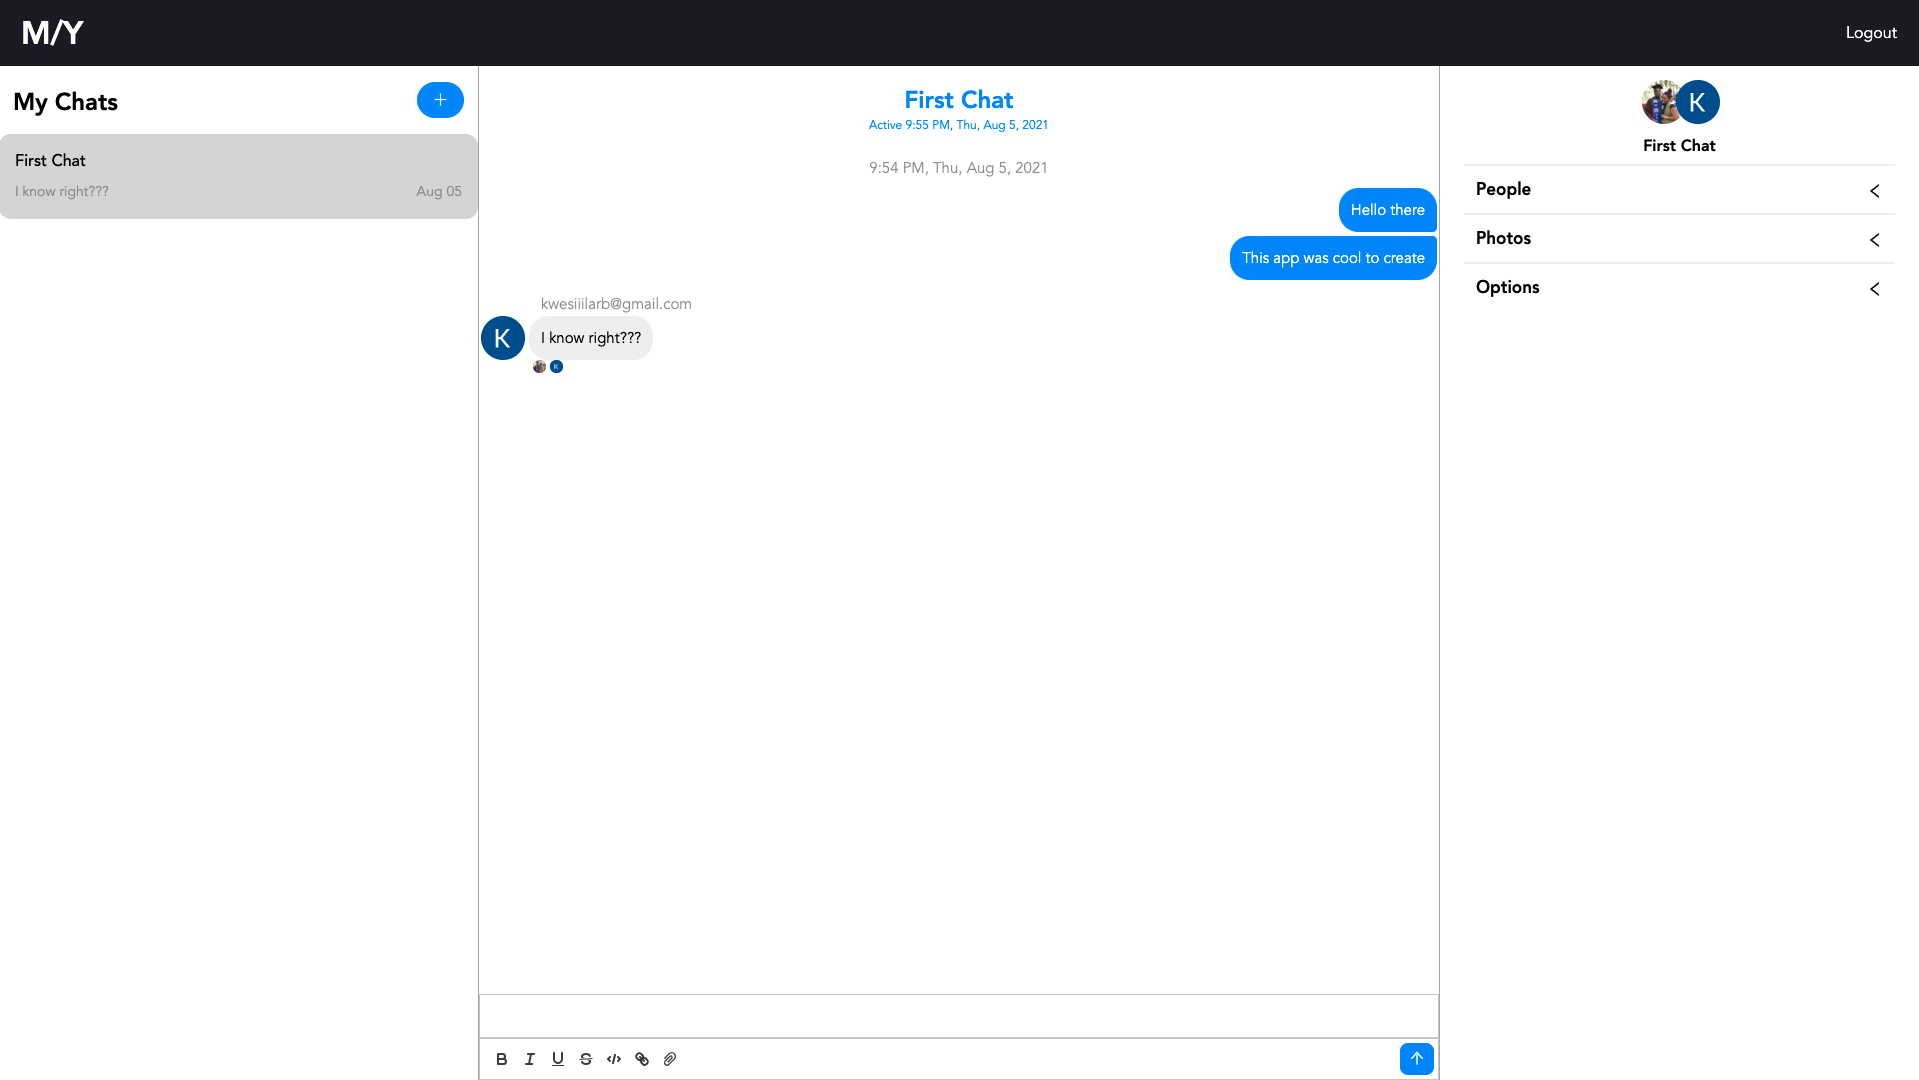 M/Y
Logout
My Chats
+
First Chat
I know right???
Aug 05
First Chat
Active 9:55 PM, Thu, Aug 5, 2021
9:54 PM, Thu, Aug 5, 2021
Hello there
This app was cool to create
kwesiiilarb@gmail.com
K
I know right???
K
B I U S </>
K
First Chat
People
Photos
Options